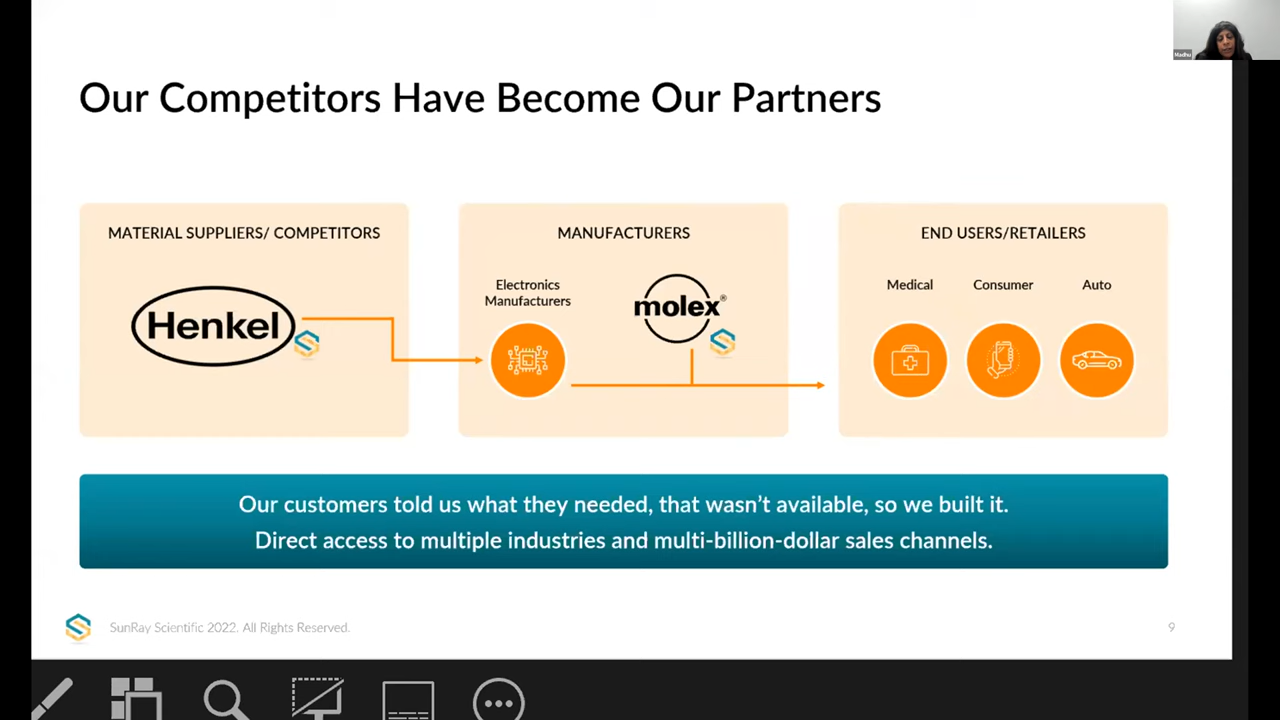 Madhu
Our Competitors Have Become Our Partners
MATERIAL SUPPLIERS/ COMPETITORS
Henkel
MANUFACTURERS
Electronics
Manufacturers
molex®
END USERS/RETAILERS
Medical
Consumer
Auto
Our customers told us what they needed, that wasn't available, so we built it.
Direct access to multiple industries and multi-billion-dollar sales channels.
SunRay Scientific 2022. All Rights Reserved.
9